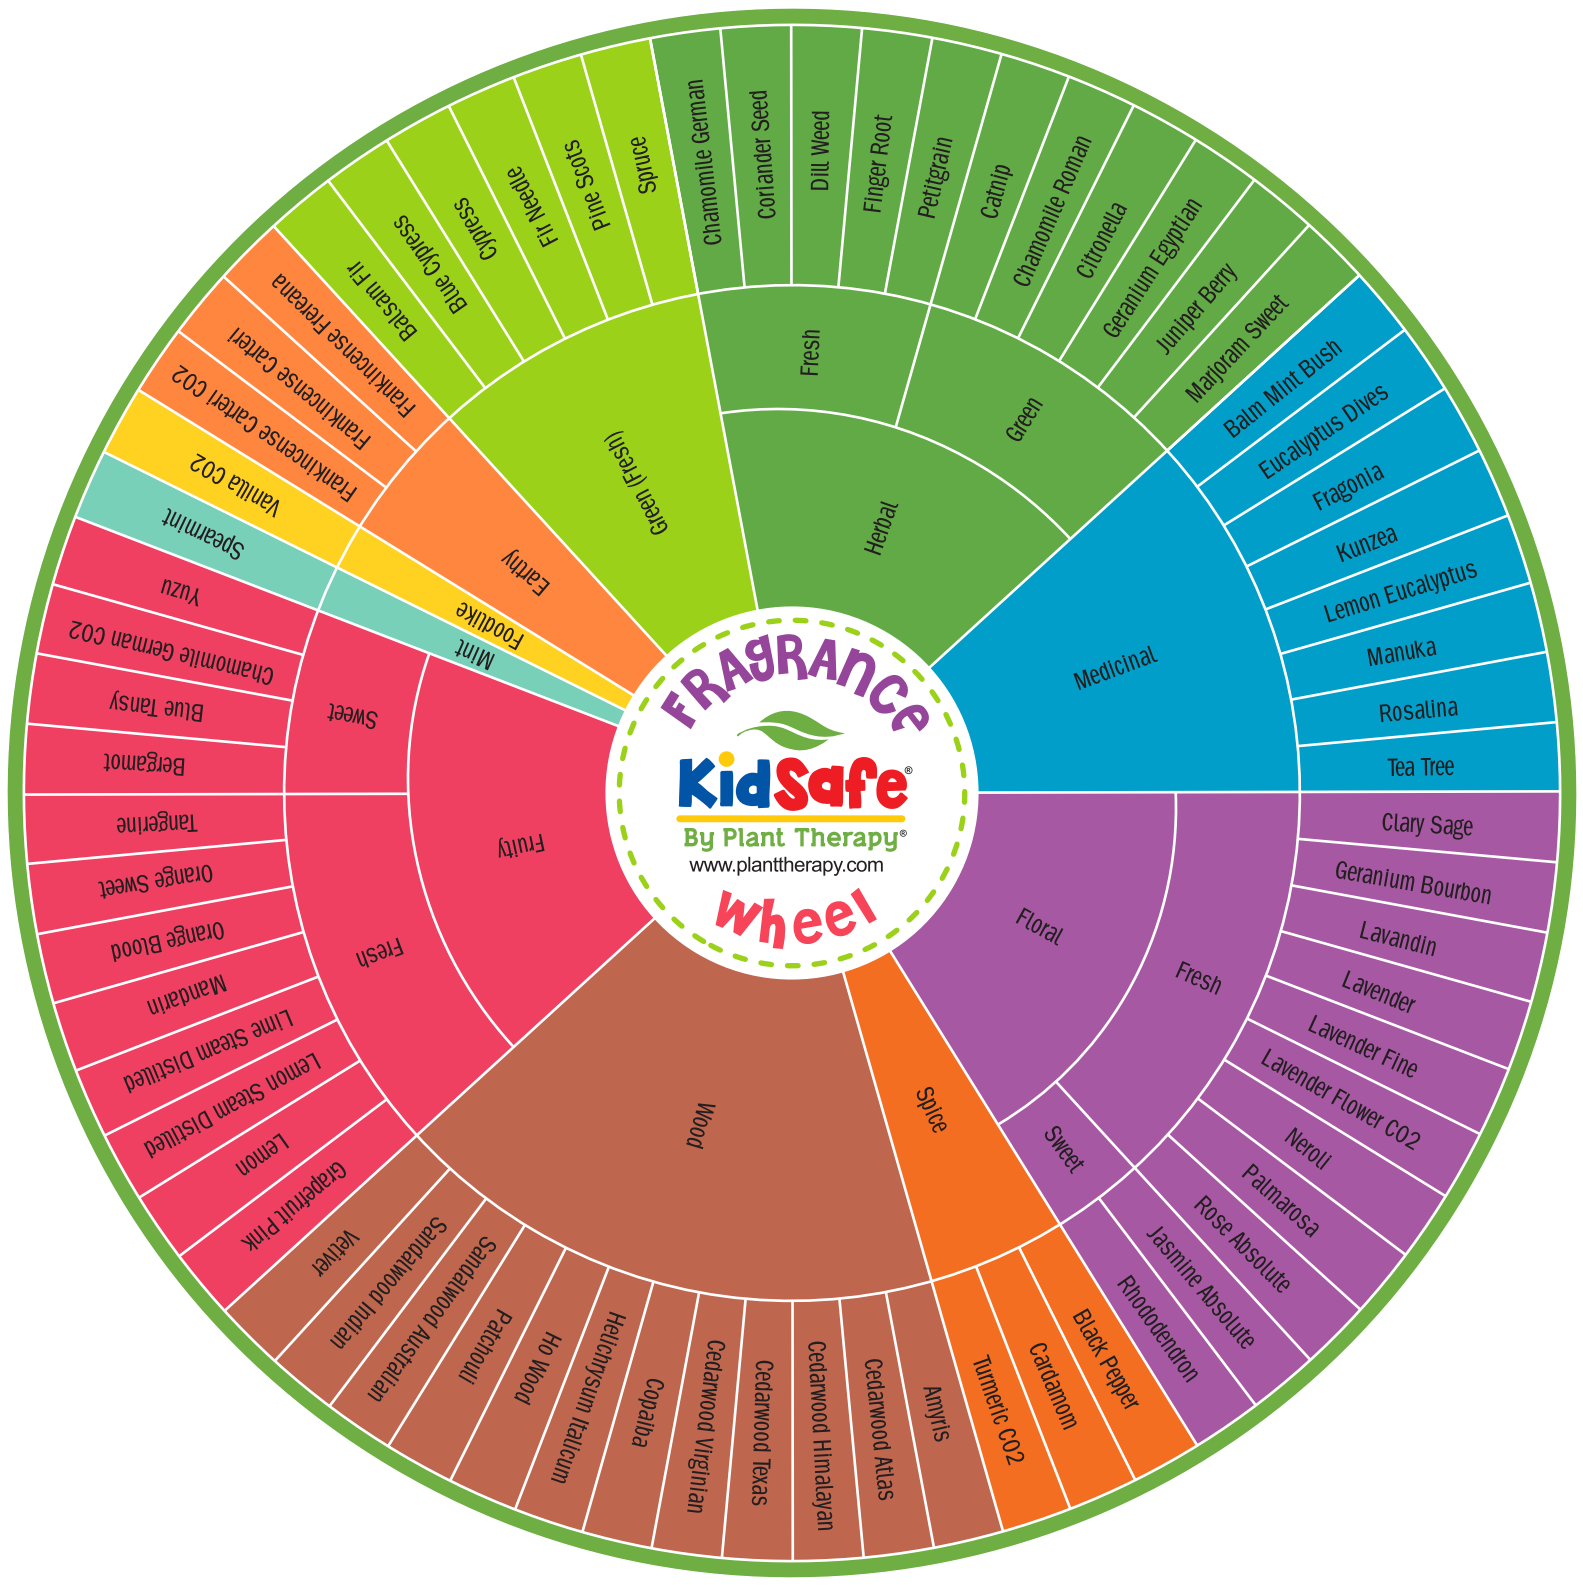 FRAGRANCE
KidSafe®
By Plant Therapy®
www.planttherapy.com
Wheel
Herbal
Fresh
Chamomile German
Coriander Seed
Dill Weed
Finger Root
Petitgrain
Green
Catnip
Chamomile Roman
Citronella
Geranium Egyptian
Juniper Berry
Marjoram Sweet
Medicinal
Balm Mint Bush
Eucalyptus Dives
Fragonia
Kunzea
Lemon Eucalyptus
Manuka
Rosalina
Tea Tree
Floral
Fresh
Clary Sage
Geranium Bourbon
Lavandin
Lavender
Lavender Fine
Lavender Flower CO2
Neroli
Palmarosa
Rose Absolute
Sweet
Jasmine Absolute
Rhododendron
Spice
Black Pepper
Cardamom
Turmeric CO2
Wood
Amyris
Cedarwood Atlas
Cedarwood Himalayan
Cedarwood Texas
Cedarwood Virginian
Copaiba
Helichrysum Italicum
Ho Wood
Patchouli
Sandalwood Australian
Sandalwood Indian
Vetiver
Fruity
Fresh
Grapefruit Pink
Lemon
Lemon Steam Distilled
Lime Steam Distilled
Mandarin
Orange Blood
Orange Sweet
Tangerine
Sweet
Bergamot
Blue Tansy
Chamomile German CO2
Yuzu
Mint
Spearmint
Foodlike
Vanilla CO2
Earthy
Frankincense Carteri CO2
Frankincense Carteri
Frankincense Frereana
Green (Fresh)
Balsam Fir
Blue Cypress
Cypress
Fir Needle
Pine Scots
Spruce